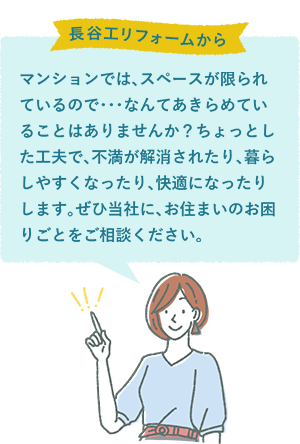 長谷工リフォームから
マンションでは、スペースが限られ
ているので･･･なんてあきらめてい
ることはありませんか？ちょっとし
た工夫で、不満が解消されたり、暮ら
しやすくなったり、快適になったり
します。ぜひ当社に、お住まいのお困
りごとをご相談ください。